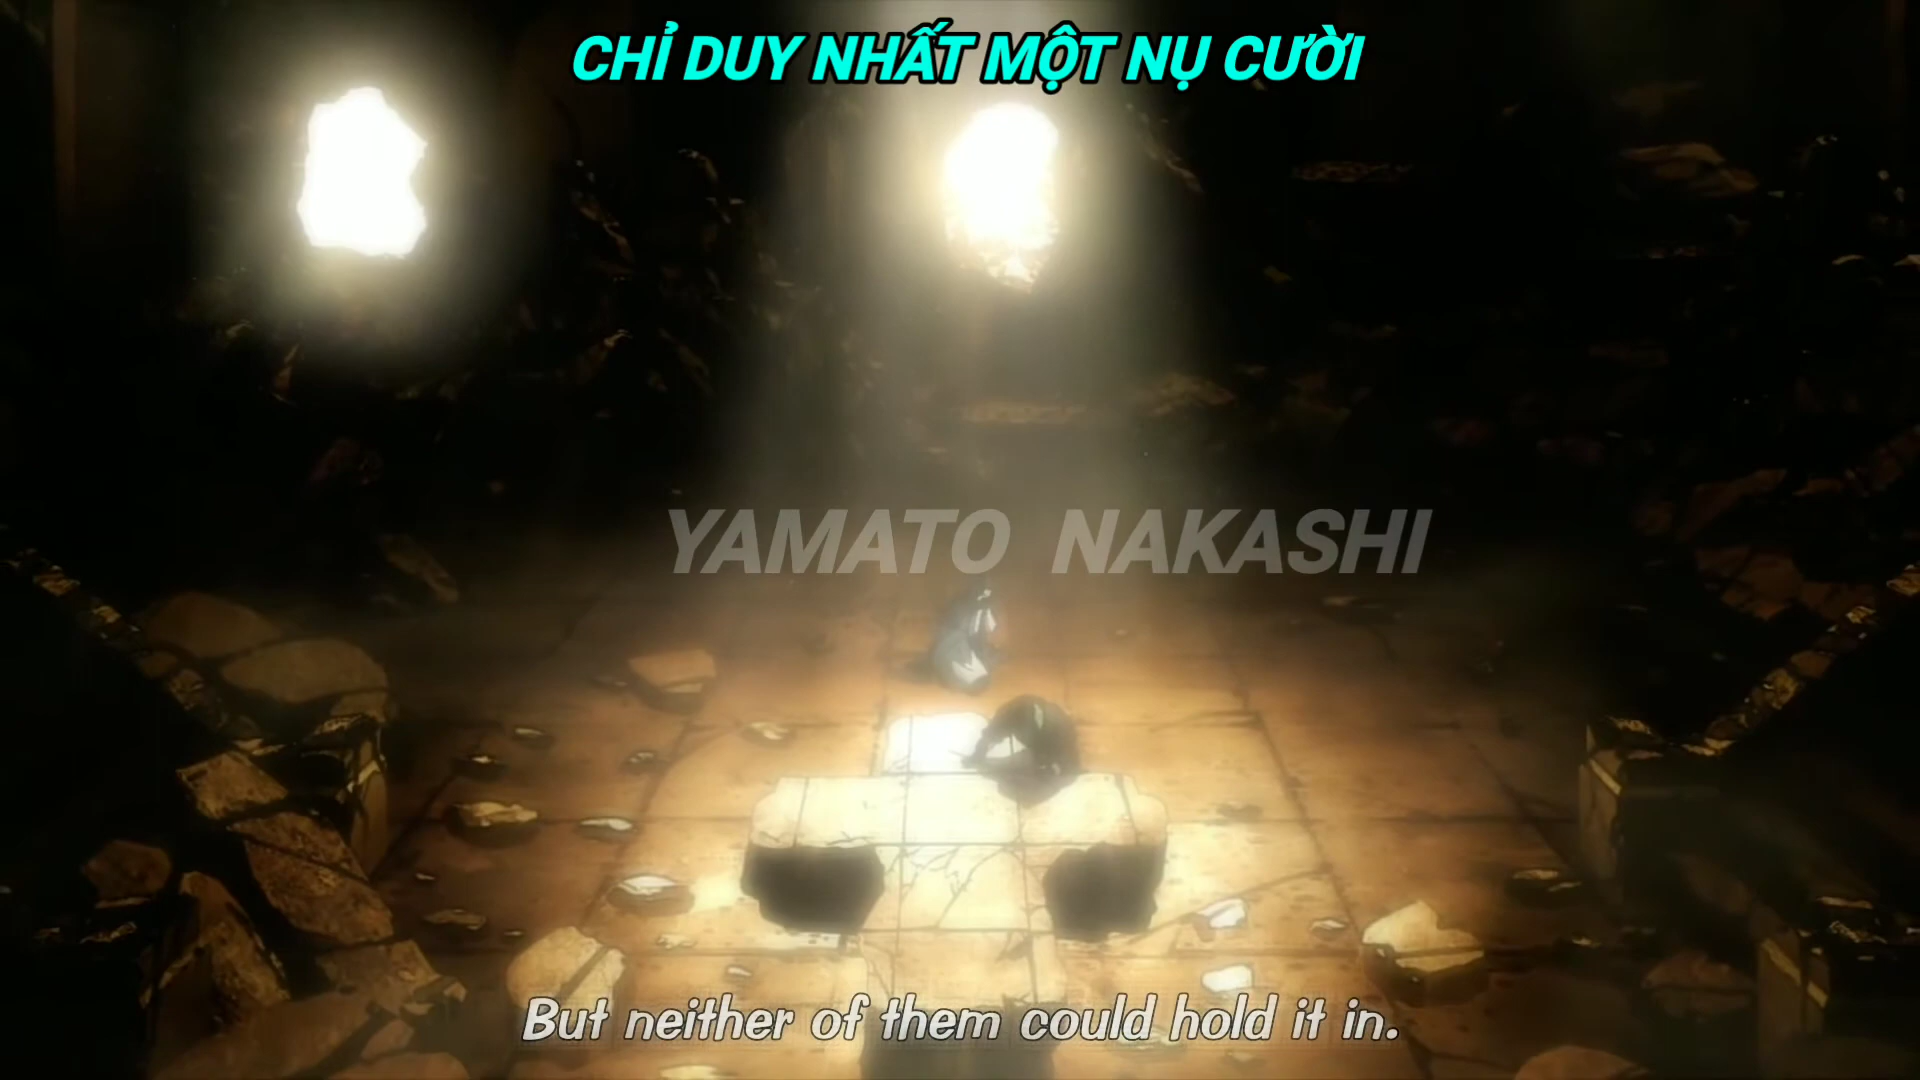 CHỈ DUY NHẤT MỘT NỤ CƯỜI
YAMATO NAKASHI
But neither of them could hold it in.